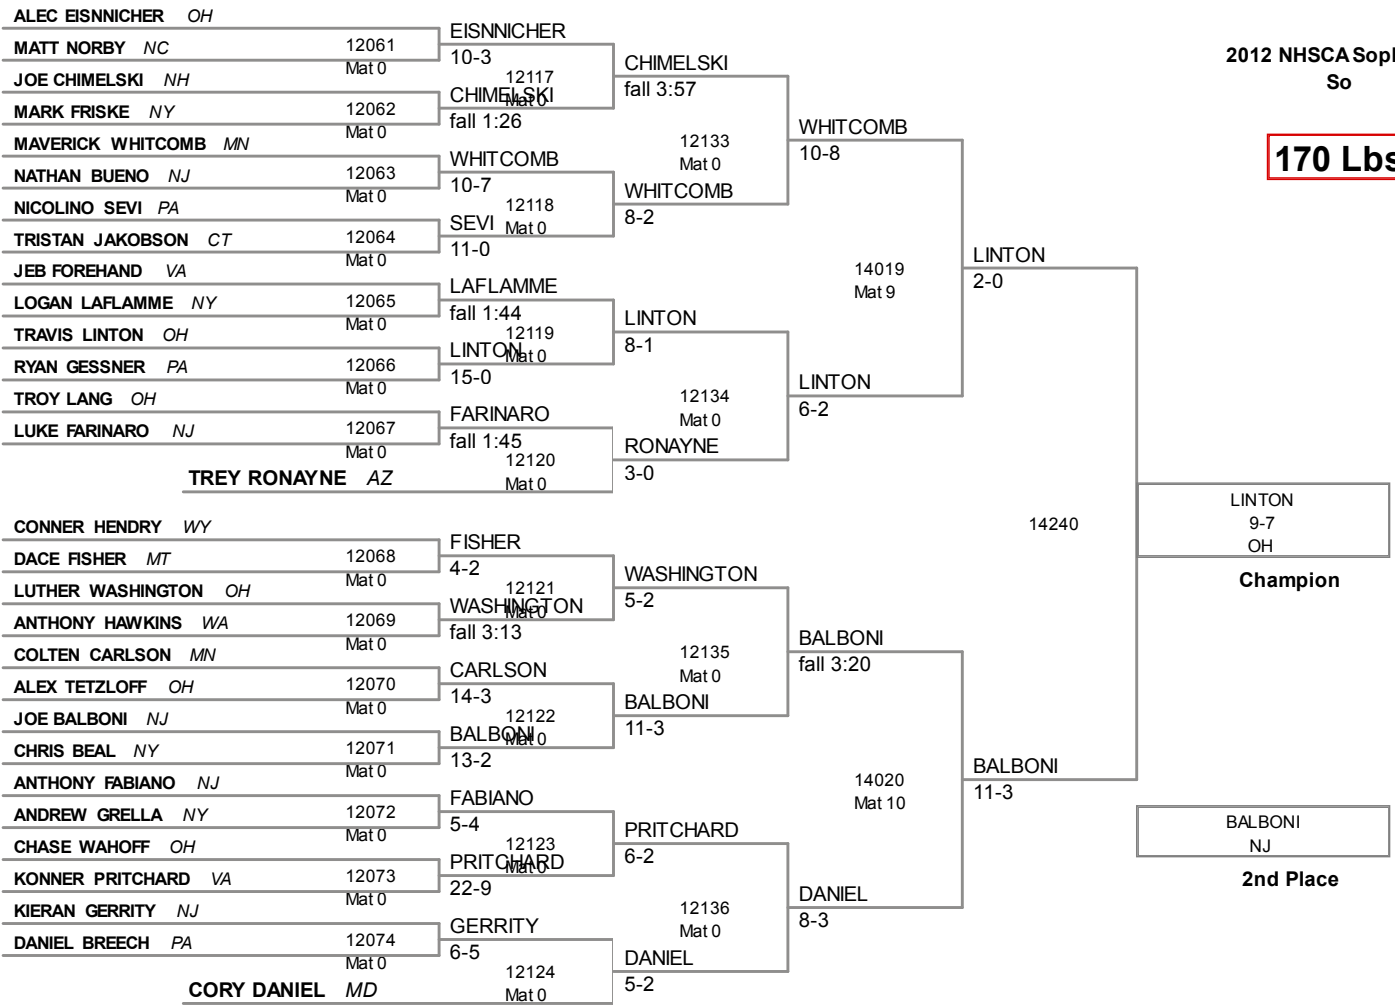 ALEC EISNNICHER OH
MATT NORBY NC
JOE CHIMELSKI NH
MARK FRISKE NY
MAVERICK WHITCOMB MN
NATHAN BUENO NJ
NICOLINO SEVI PA
TRISTAN JAKOBSON CT
JEB FOREHAND VA
LOGAN LAFLAMME NY
TRAVIS LINTON OH
RYAN GESSNER PA
TROY LANG OH
LUKE FARINARO NJ
TREY RONAYNE AZ
CONNER HENDRY WY
DACE FISHER MT
LUTHER WASHINGTON OH
ANTHONY HAWKINS WA
COLTEN CARLSON MN
ALEX TETZLOFF OH
JOE BALBONI NJ
CHRIS BEAL NY
ANTHONY FABIANO NJ
ANDREW GRELLA NY
CHASE WAHOFF OH
KONNER PRITCHARD VA
KIERAN GERRITY NJ
DANIEL BREECH PA
CORY DANIEL MD
12061
Mat 0
12062
Mat 0
12063
Mat 0
12064
Mat 0
12065
Mat 0
12066
Mat 0
12067
Mat 0
12068
Mat 0
12069
Mat 0
12070
Mat 0
12071
Mat 0
12072
Mat 0
12073
Mat 0
12074
Mat 0
EISNNICHER
10-3
12117
Mat 0
CHIMELSKI
fall 1:26
WHITCOMB
10-7
12118
Mat 0
SEVI
11-0
LAFLAMME
fall 1:44
12119
Mat 0
LINTON
15-0
FARINARO
fall 1:45
12120
Mat 0
FISHER
4-2
12121
Mat 0
WASHINGTON
fall 3:13
CARLSON
14-3
12122
Mat 0
BALBONI
13-2
FABIANO
5-4
12123
Mat 0
PRITCHARD
22-9
GERRITY
6-5
12124
Mat 0
CHIMELSKI
fall 3:57
12133
Mat 0
WHITCOMB
8-2
LINTON
8-1
12134
Mat 0
RONAYNE
3-0
WASHINGTON
5-2
12135
Mat 0
BALBONI
11-3
PRITCHARD
6-2
12136
Mat 0
DANIEL
5-2
WHITCOMB
10-8
14019
Mat 9
LINTON
6-2
BALBONI
fall 3:20
14020
Mat 10
DANIEL
8-3
LINTON
2-0
14240
BALBONI
11-3
2012 NHSCA Soph
So
170 Lbs
LINTON
9-7
OH
Champion
BALBONI
NJ
2nd Place